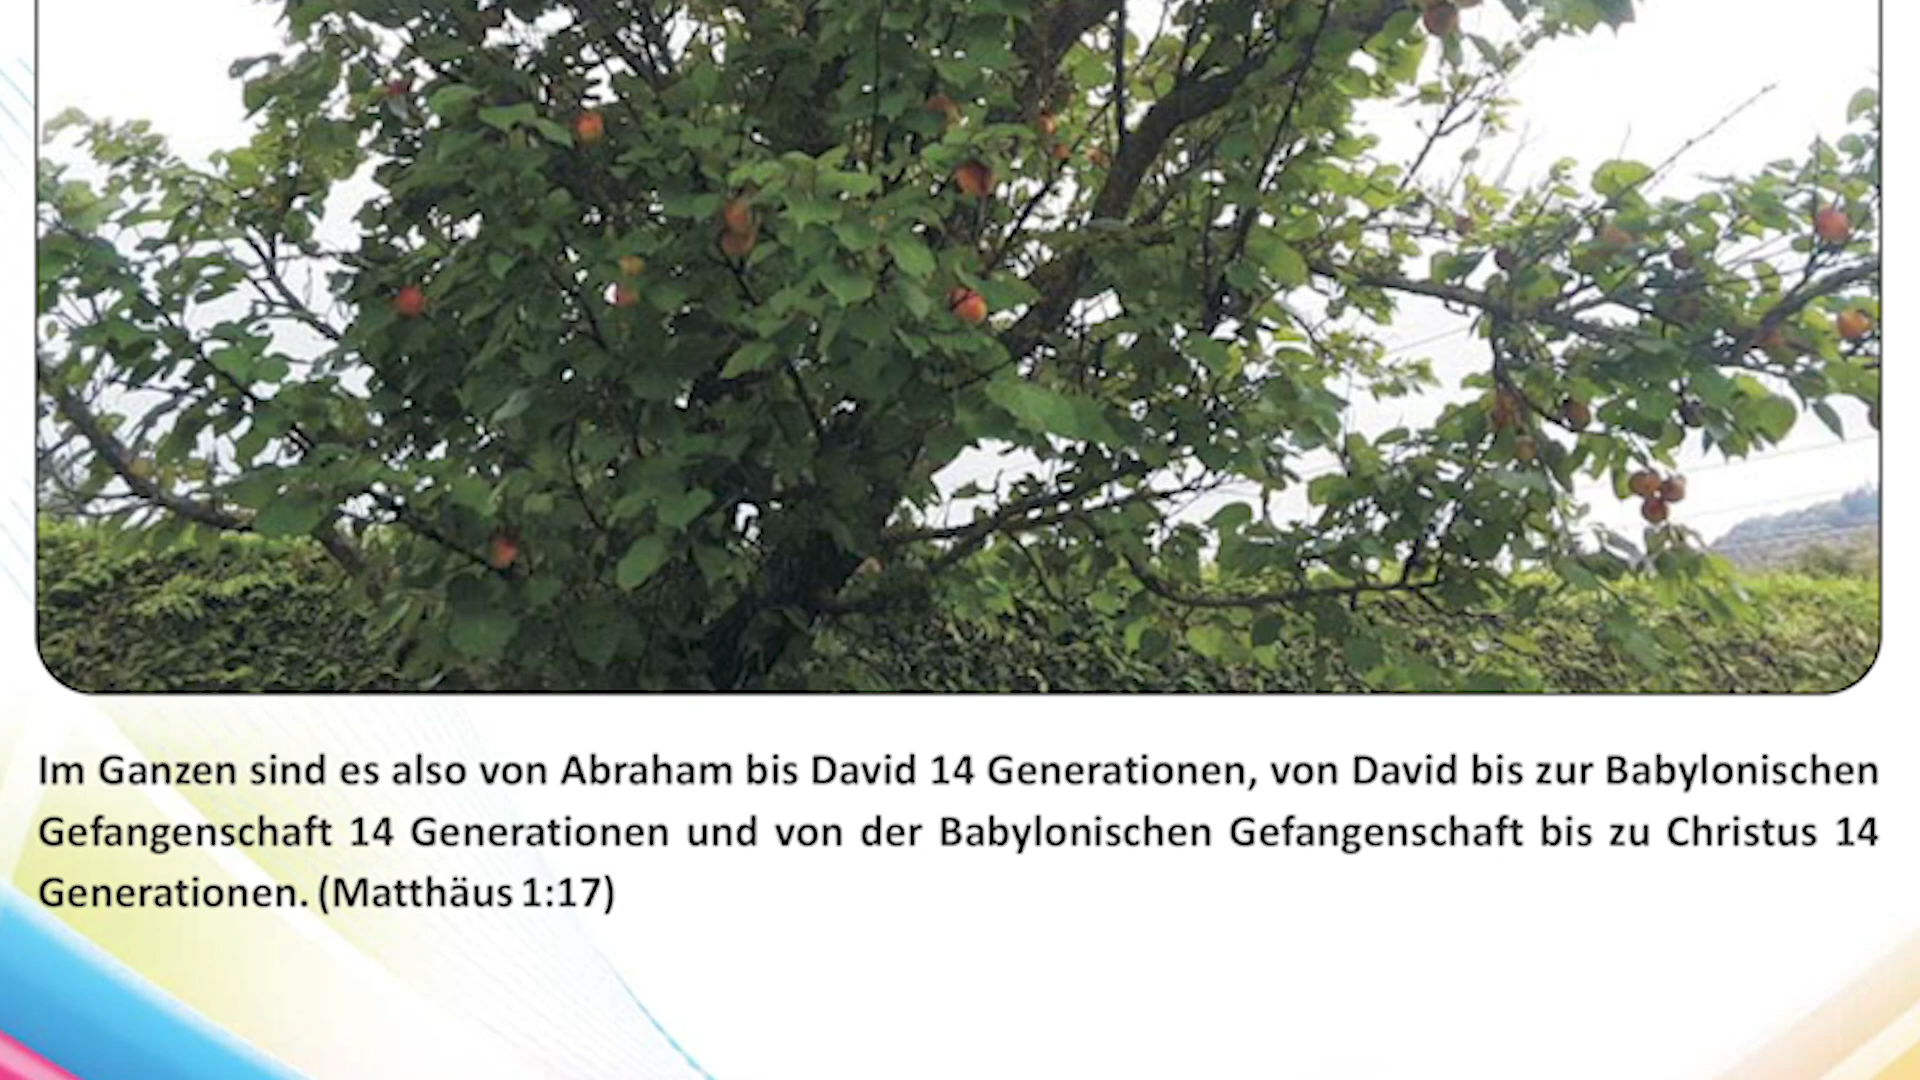 Im Ganzen sind es also von Abraham bis David 14 Generationen, von David bis zur Babylonischen
Gefangenschaft 14 Generationen und von der Babylonischen Gefangenschaft bis zu Christus 14
Generationen. (Matthäus 1:17)